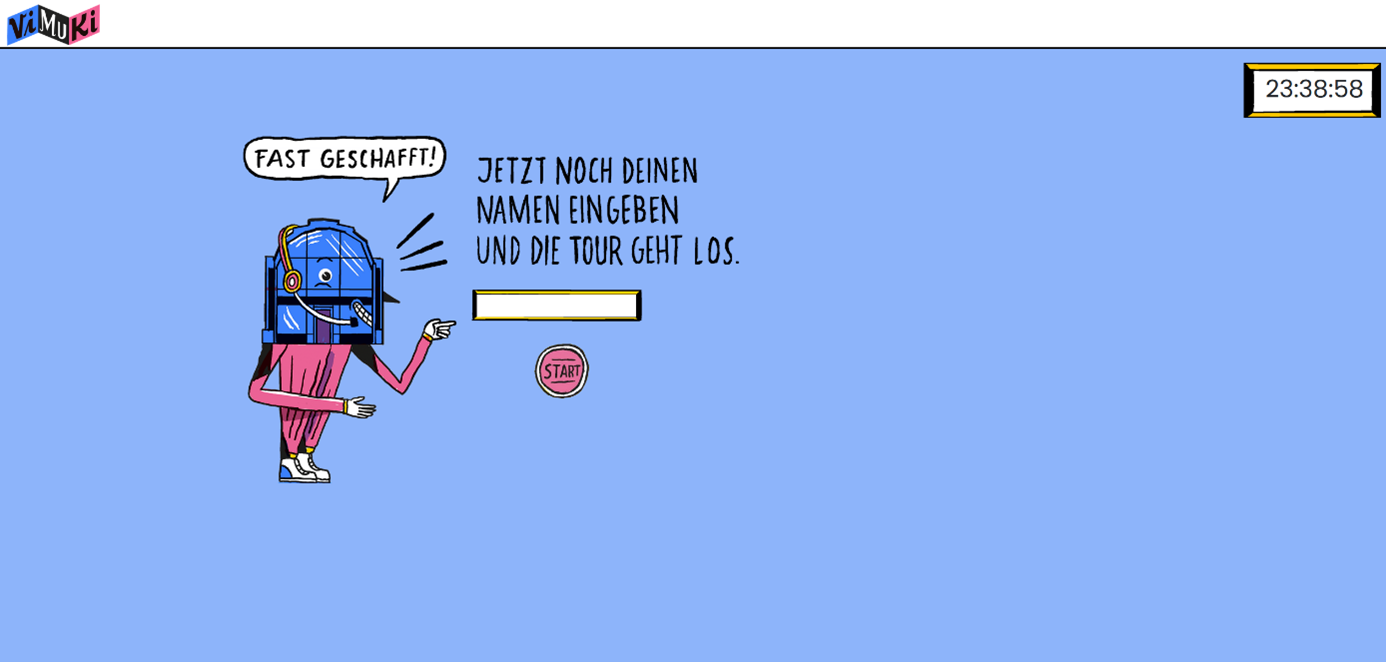 ViMuKi
23:38:58
FAST GESCHAFFT!
JETZT NOCH DEINEN
NAMEN EINGEBEN
UND DIE TOUR GEHT LOS.
START